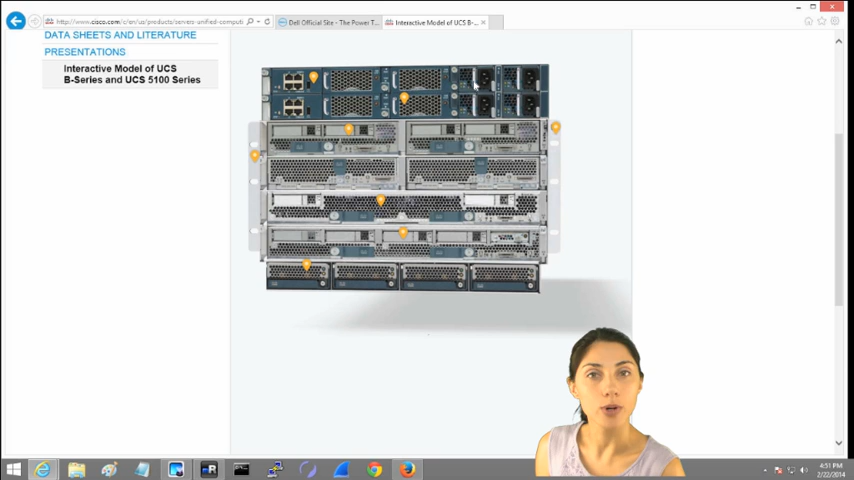 http://www.cisco.com/c/en/us/products/servers-unified-computi
Dell Official Site - The Power T...
Interactive Model of UCS B-...
DATA SHEETS AND LITERATURE
PRESENTATIONS
Interactive Model of UCS
B-Series and UCS 5100 Series
4:51 PM
2/22/2014